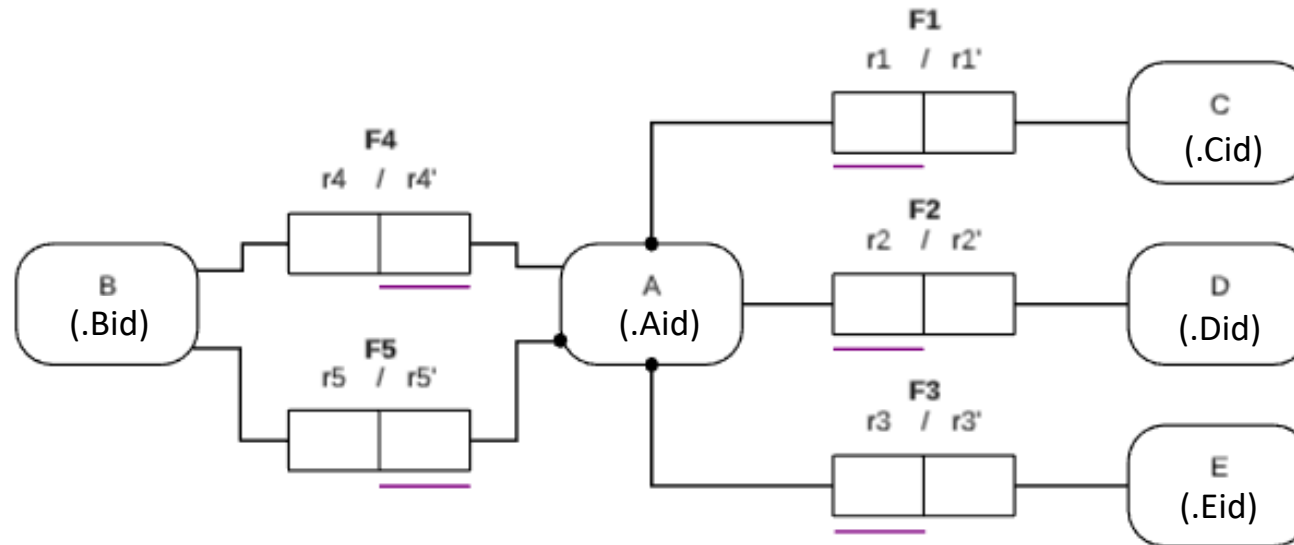 F1
r1 / r1'
C
(.Cid)
F4
r4 / r4'
F2
r2 / r2'
B
(.Bid)
A
(.Aid)
D
(.Did)
F5
r5 / r5'
F3
r3 / r3'
E
(.Eid)